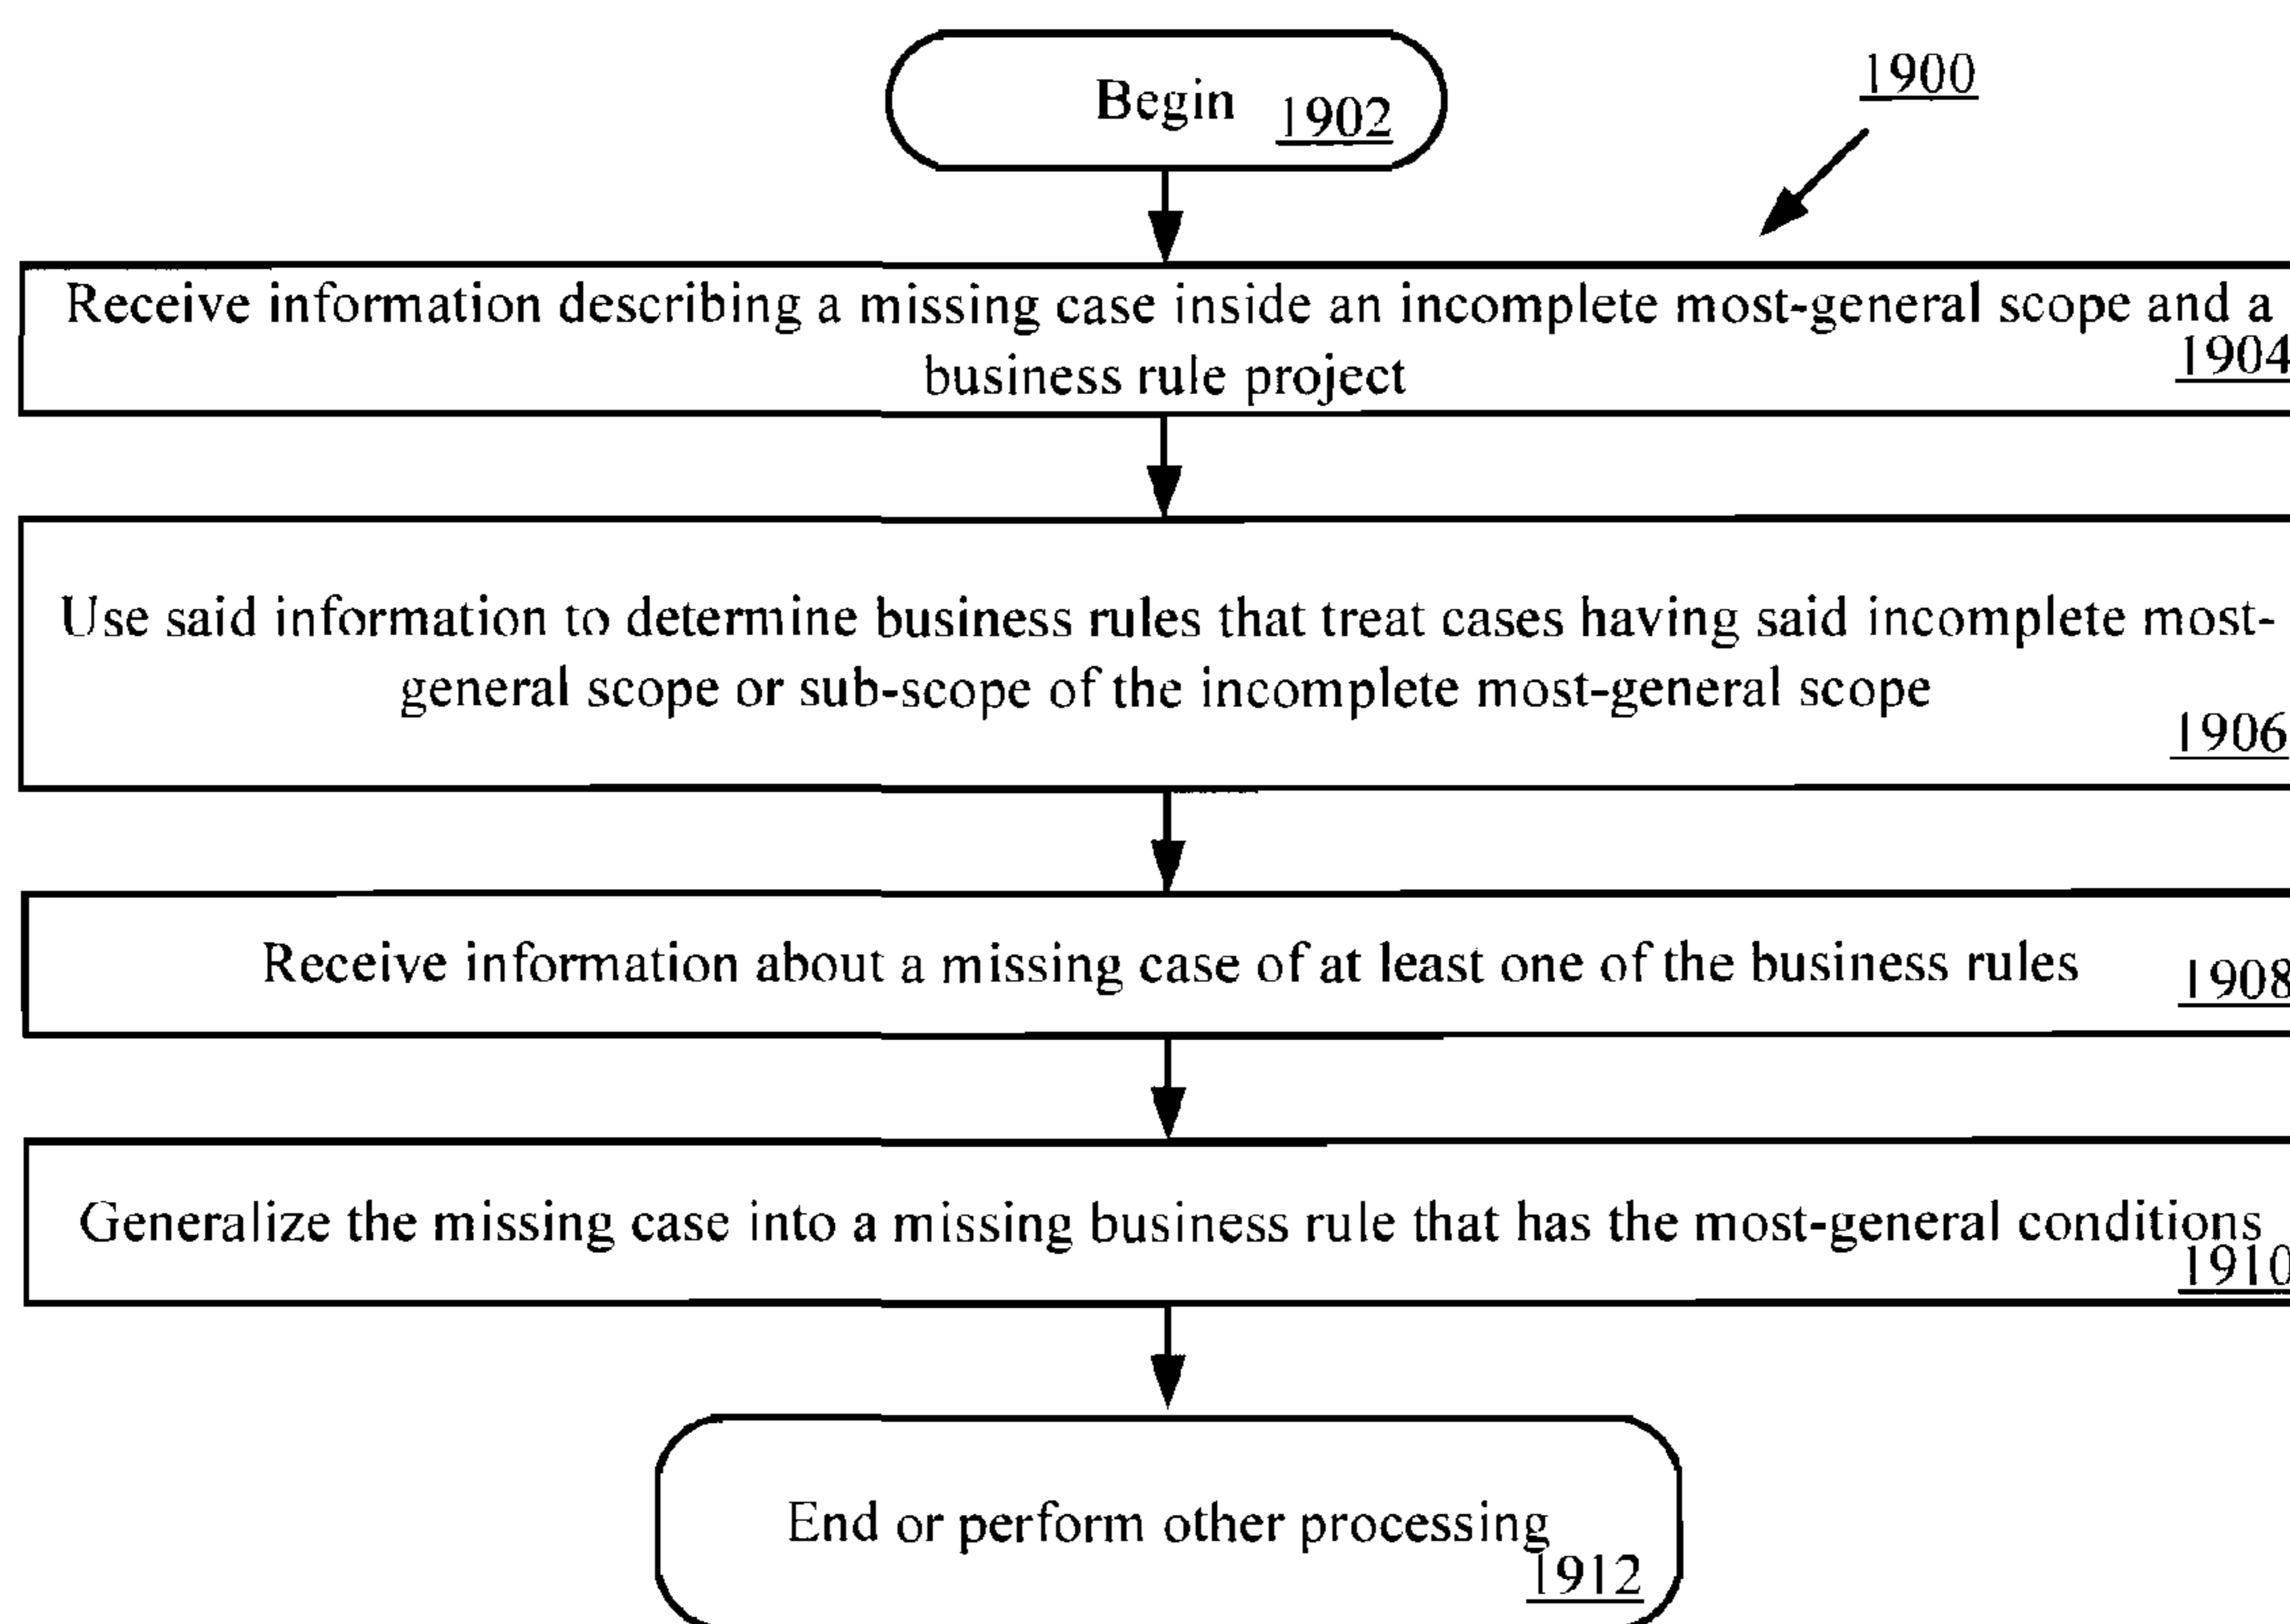 Begin 1902
1900
Receive information describing a missing case inside an incomplete most-general scope and a
business rule project
1904
Use said information to determine business rules that treat cases having said incomplete most-
general scope or sub-scope of the incomplete most-general scope
1906
Receive information about a missing case of at least one of the business rules 1908
Generalize the missing case into a missing business rule that has the most-general conditions
1910
End or perform other processing
1912